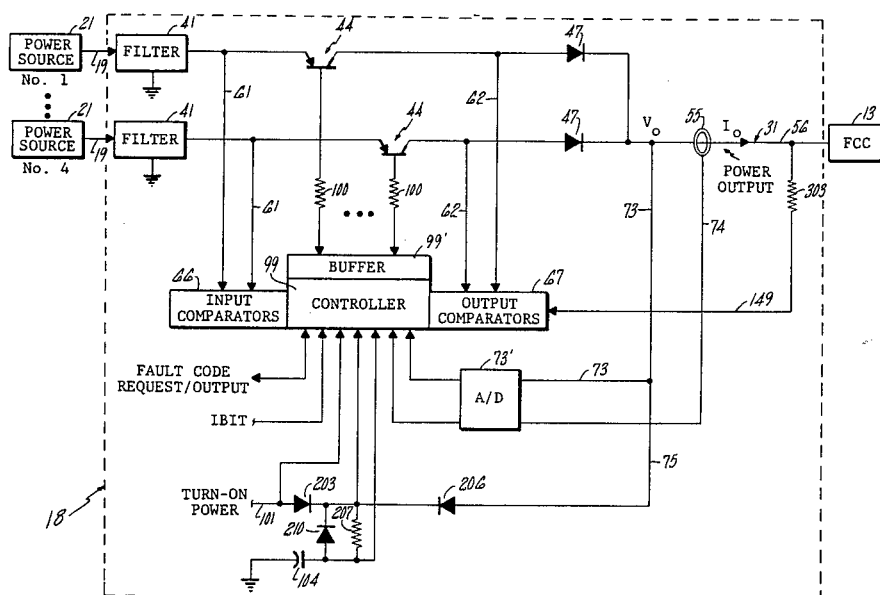 21
41
44
47
POWER
SOURCE
19
FILTER
No. 1
61
62
21
41
44
47
55
V o
I o
31
56
13
POWER
SOURCE
19
FILTER
FCC
No. 4
POWER
OUTPUT
100
100
303
61
62
73
74
99'
99
66
67
BUFFER
INPUT
COMPARATORS
CONTROLLER
OUTPUT
COMPARATORS
149
73'
73
FAULT CODE
REQUEST/OUTPUT
A/D
IBIT
75
TURN-ON
POWER
203
206
101
210
207
104
18